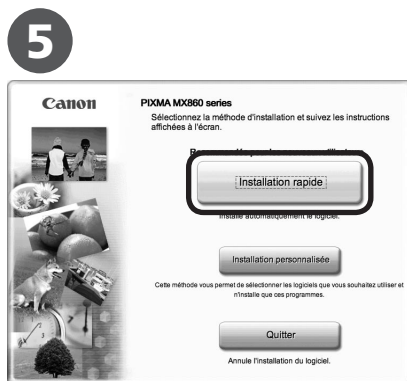 5
Canon
PIXMA MX860 series
Sélectionnez la méthode d'installation et suivez les instructions
affichées à l'écran.
Installation rapide
Installe automatiquement le logiciel.
Installation personnalisée
Cette méthode vous permet de sélectionner les logiciels que vous souhaitez utiliser et
n'installe que ces programmes.
Quitter
Annule l'installation du logiciel.